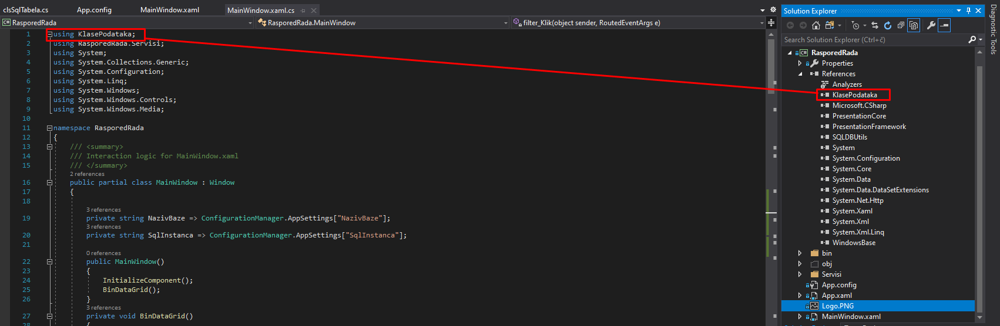 clsSqlTabela.cs App.config MainWindow.xaml MainWindow.xaml.cs
RasporedRada RasporedRada.MainWindow filter_Klik(object sender, RoutedEventArgs e)
1 using KlasePodataka;
2 using RasporedRada.Servisi;
3 using System;
4 using System.Collections.Generic;
5 using System.Configuration;
6 using System.Linq;
7 using System.Windows;
8 using System.Windows.Controls;
9 using System.Windows.Media;
10
11 namespace RasporedRada
12 {
13 /// <summary>
14 /// Interaction logic for MainWindow.xaml
15 /// </summary>
2 references
16 public partial class MainWindow : Window
17 {
18
3 references
19 private string NazivBaze => ConfigurationManager.AppSettings["NazivBaze"];
3 references
20 private string SqlInstanca => ConfigurationManager.AppSettings["SqlInstanca"];
21
0 references
22 public MainWindow()
23 {
24 InitializeComponent();
25 BinDataGrid();
26 }
3 references
27 private void BinDataGrid()
28 {
Solution Explorer
Search Solution Explorer (Ctrl+č)
C# RasporedRada
Properties
References
Analyzers
KlasePodataka
Microsoft.CSharp
PresentationCore
PresentationFramework
SQLDBUtils
System
System.Configuration
System.Core
System.Data
System.Data.DataSetExtensions
System.Net.Http
System.Xaml
System.Xml
System.Xml.Linq
WindowsBase
bin
obj
Servisi
App.config
App.xaml
Logo.PNG
MainWindow.xaml
Diagnostic Tools